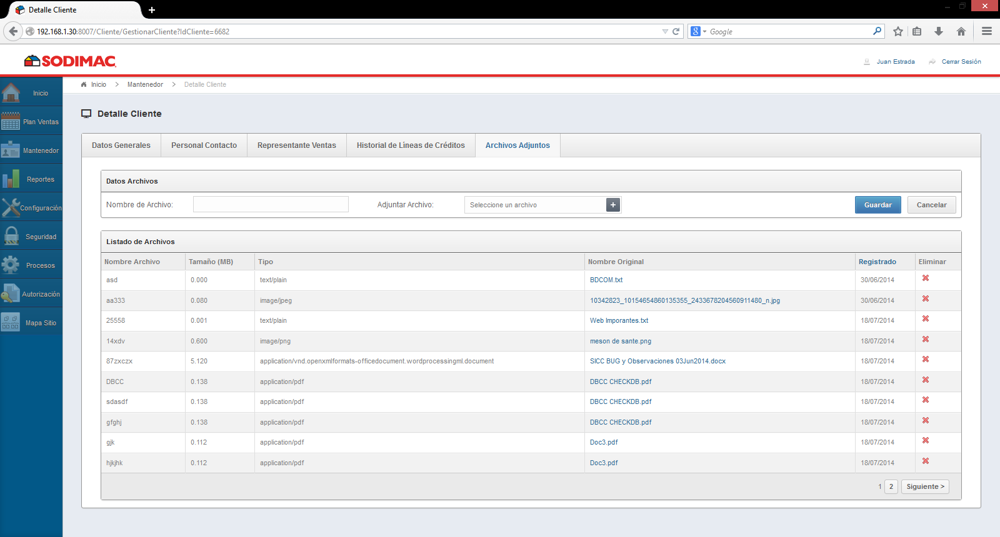 Detalle Cliente
192.168.1.30:8007/Cliente/GestionarCliente?IdCliente=6682
8
Google
SODIMAC
Juan Estrada
Cerrar Sesión
Inicio > Mantenedor > Detalle Cliente
Inicio
Plan Ventas
Mantenedor
Reportes
Configuración
Seguridad
Procesos
Autorización
Mapa Sitio
Detalle Cliente
Datos Generales Personal Contacto Representante Ventas Historial de Líneas de Créditos Archivos Adjuntos
Datos Archivos
Nombre de Archivo: Adjuntar Archivo: Seleccione un archivo + Guardar Cancelar
Listado de Archivos
Nombre Archivo Tamaño (MB) Tipo Nombre Original Registrado Eliminar
asd 0.000 text/plain BDCOM.txt 30/06/2014
aa333 0.080 image/jpeg 10342823_10154654860135355_2433678204560911480_n.jpg 30/06/2014
25558 0.001 text/plain Web Imporantes.txt 18/07/2014
14xdv 0.600 image/png meson de sante.png 18/07/2014
87zxczx 5.120 application/vnd.openxmlformats-officedocument.wordprocessingml.document SICC BUG y Observaciones 03Jun2014.docx 18/07/2014
DBCC 0.138 application/pdf DBCC CHECKDB.pdf 18/07/2014
sdasdf 0.138 application/pdf DBCC CHECKDB.pdf 18/07/2014
gfghj 0.138 application/pdf DBCC CHECKDB.pdf 18/07/2014
gjk 0.112 application/pdf Doc3.pdf 18/07/2014
hjkjhk 0.112 application/pdf Doc3.pdf 18/07/2014
1 2 Siguiente >